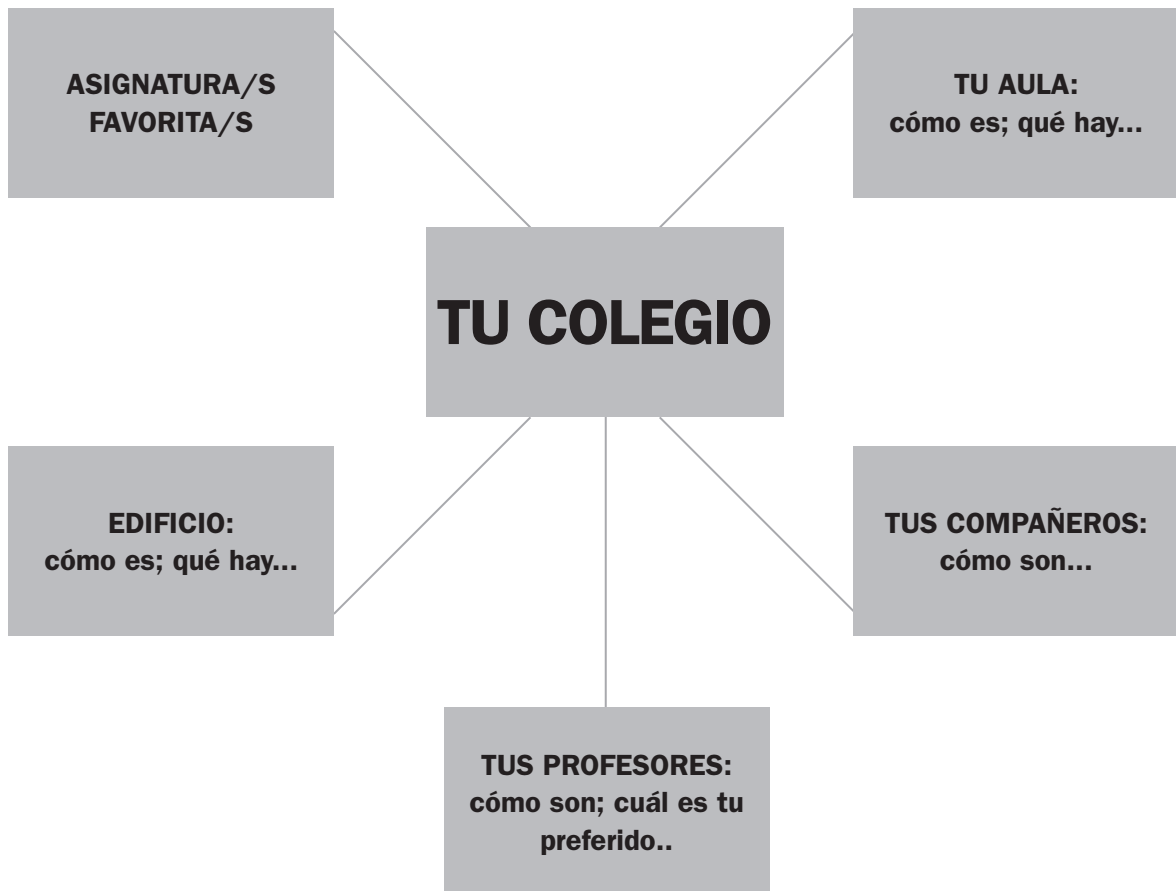 ASIGNATURA/S
FAVORITA/S
TU AULA:
cómo es; qué hay...
TU COLEGIO
EDIFICIO:
cómo es; qué hay...
TUS COMPAÑEROS:
cómo son...
TUS PROFESORES:
cómo son; cuál es tu
preferido..